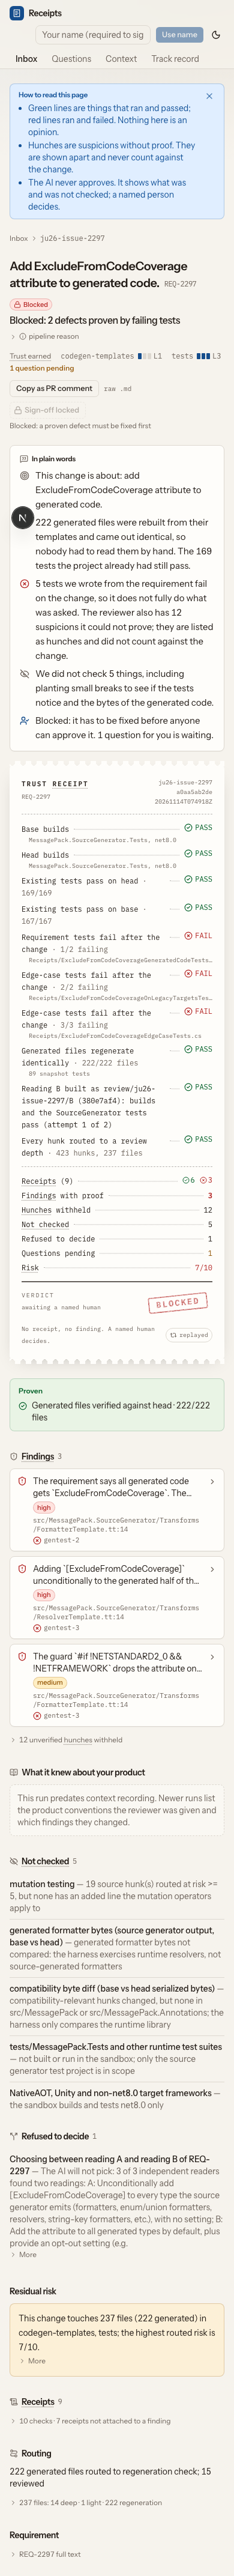 Receipts
Your name (required to sig
Use name
Inbox Questions Context Track record
How to read this page
Green lines are things that ran and passed;
red lines ran and failed. Nothing here is an
opinion.
Hunches are suspicions without proof. They
are shown apart and never count against
the change.
The AI never approves. It shows what was
and was not checked; a named person
decides.
Inbox > ju26-issue-2297
Add ExcludeFromCodeCoverage
attribute to generated code. REQ-2297
Blocked
Blocked: 2 defects proven by failing tests
pipeline reason
Trust earned codegen-templates L1 tests L3
1 question pending
Copy as PR comment raw .md
Sign-off locked
Blocked: a proven defect must be fixed first
In plain words
This change is about: add
ExcludeFromCodeCoverage attribute to
generated code.
222 generated files were rebuilt from their
templates and came out identical, so
nobody had to read them by hand. The 169
tests the project already had still pass.
5 tests we wrote from the requirement fail
on the change, so it does not fully do what
was asked. The reviewer also has 12
suspicions it could not prove; they are listed
as hunches and did not count against the
change.
We did not check 5 things, including
planting small breaks to see if the tests
notice and the bytes of the generated code.
Blocked: it has to be fixed before anyone
can approve it. 1 question for you is waiting.
TRUST RECEIPT
REQ-2297
ju26-issue-2297
a0aa5ab2de
20261114T074918Z
Base builds PASS
MessagePack.SourceGenerator.Tests, net8.0
Head builds PASS
MessagePack.SourceGenerator.Tests, net8.0
Existing tests pass on head · PASS
169/169
Existing tests pass on base · PASS
167/167
Requirement tests fail after the FAIL
change · 1/2 failing
Receipts/ExcludeFromCodeCoverageGeneratedCodeTests…
Edge-case tests fail after the FAIL
change · 2/2 failing
Receipts/ExcludeFromCodeCoverageOnLegacyTargetsTes…
Edge-case tests fail after the FAIL
change · 3/3 failing
Receipts/ExcludeFromCodeCoverageEdgeCaseTests.cs
Generated files regenerate PASS
identically · 222/222 files
89 snapshot tests
Reading B built as review/ju26- PASS
issue-2297/B (380e7af4): builds
and the SourceGenerator tests
pass (attempt 1 of 2)
Every hunk routed to a review PASS
depth · 423 hunks, 237 files
Receipts (9) 6 3
Findings with proof 3
Hunches withheld 12
Not checked 5
Refused to decide 1
Questions pending 1
Risk 7/10
VERDICT
awaiting a named human
BLOCKED
No receipt, no finding. A named human
decides.
replayed
Proven
Generated files verified against head · 222/222
files
Findings 3
The requirement says all generated code
gets `ExcludeFromCodeCoverage`. The…
high
src/MessagePack.SourceGenerator/Transforms
/FormatterTemplate.tt:14
gentest-2
Adding `[ExcludeFromCodeCoverage]`
unconditionally to the generated half of th…
high
src/MessagePack.SourceGenerator/Transforms
/ResolverTemplate.tt:14
gentest-3
The guard `#if !NETSTANDARD2_0 &&
!NETFRAMEWORK` drops the attribute on…
medium
src/MessagePack.SourceGenerator/Transforms
/FormatterTemplate.tt:14
gentest-3
12 unverified hunches withheld
What it knew about your product
This run predates context recording. Newer runs list
the product conventions the reviewer was given and
which findings they changed.
Not checked 5
mutation testing — 19 source hunk(s) routed at risk >=
5, but none has an added line the mutation operators
apply to
generated formatter bytes (source generator output,
base vs head) — generated formatter bytes not
compared: the harness exercises runtime resolvers, not
source-generated formatters
compatibility byte diff (base vs head serialized bytes) —
compatibility-relevant hunks changed, but none in
src/MessagePack or src/MessagePack.Annotations; the
harness only compares the runtime library
tests/MessagePack.Tests and other runtime test suites
— not built or run in the sandbox; only the source
generator test project is in scope
NativeAOT, Unity and non-net8.0 target frameworks —
the sandbox builds and tests net8.0 only
Refused to decide 1
Choosing between reading A and reading B of REQ-
2297 — The AI will not pick: 3 of 3 independent readers
found two readings: A: Unconditionally add
[ExcludeFromCodeCoverage] to every type the source
generator emits (formatters, enum/union formatters,
resolvers, string-key formatters, etc.), with no setting; B:
Add the attribute to all generated types by default, plus
provide an opt-out setting (e.g.
More
Residual risk
This change touches 237 files (222 generated) in
codegen-templates, tests; the highest routed risk is
7/10.
More
Receipts 9
10 checks · 7 receipts not attached to a finding
Routing
222 generated files routed to regeneration check; 15
reviewed
237 files: 14 deep · 1 light · 222 regeneration
Requirement
REQ-2297 full text